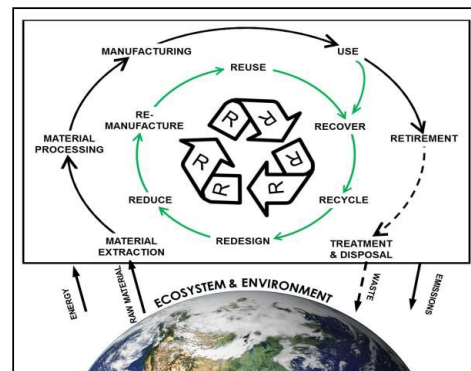 MANUFACTURING
USE
REUSE
RE-
MANUFACTURE
RECOVER
MATERIAL
PROCESSING
RETIREMENT
R
R
R
R
R
R
REDUCE
RECYCLE
REDESIGN
MATERIAL
EXTRACTION
TREATMENT
& DISPOSAL
ENERGY
RAW MATERIAL
ECOSYSTEM & ENVIRONMENT
WASTE
EMISSIONS